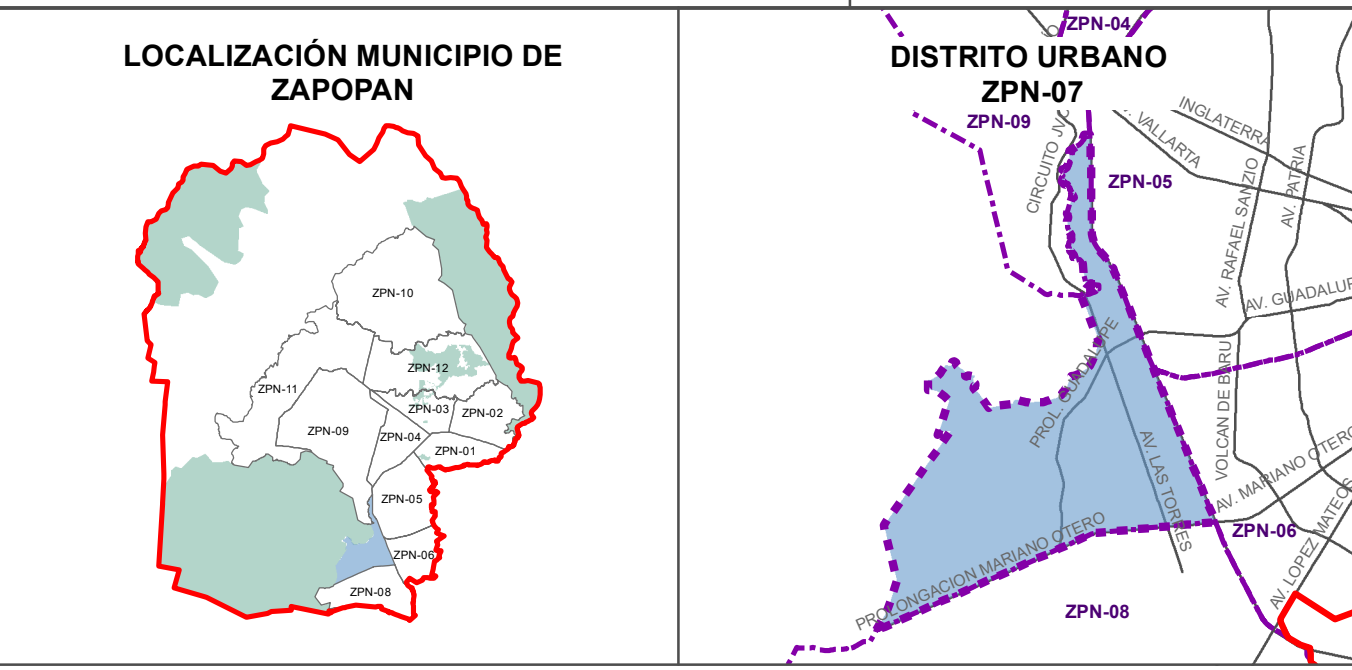 LOCALIZACIÓN MUNICIPIO DE
ZAPOPAN
ZPN-10
ZPN-12
ZPN-11
ZPN-03
ZPN-02
ZPN-09
ZPN-04
ZPN-01
ZPN-05
ZPN-06
ZPN-08
ZPN-04
DISTRITO URBANO
ZPN-07
ZPN-09
CIRCUITO JVC
VALLARTA
INGLATERRA
ZPN-05
AV. RAFAEL SANZIO
AV. PATRIA
AV. GUADALUP
PROL. GUADALUPE
AV. LAS TORRES
VOLCAN DE BARU
AV. MARIANO OTERO
PROLONGACION MARIANO OTERO
ZPN-06
AV. LOPEZ MATEOS
ZPN-08